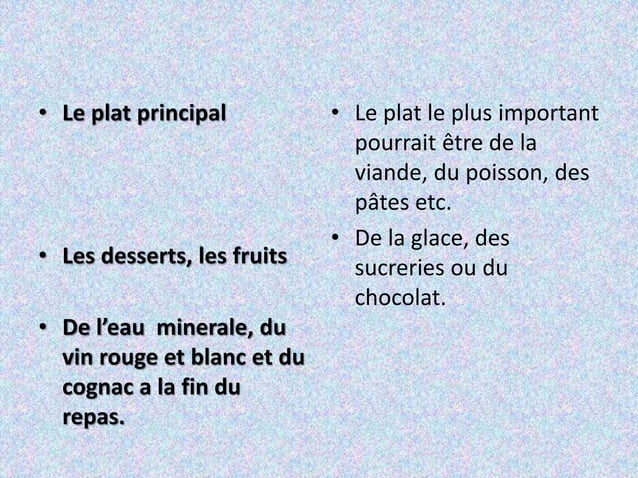 • Le plat principal
• Les desserts, les fruits
• De l’eau  minerale, du
vin rouge et blanc et du
cognac a la fin du
repas.
• Le plat le plus important
pourrait être de la
viande, du poisson, des
pâtes etc.
• De la glace, des
sucreries ou du
chocolat.